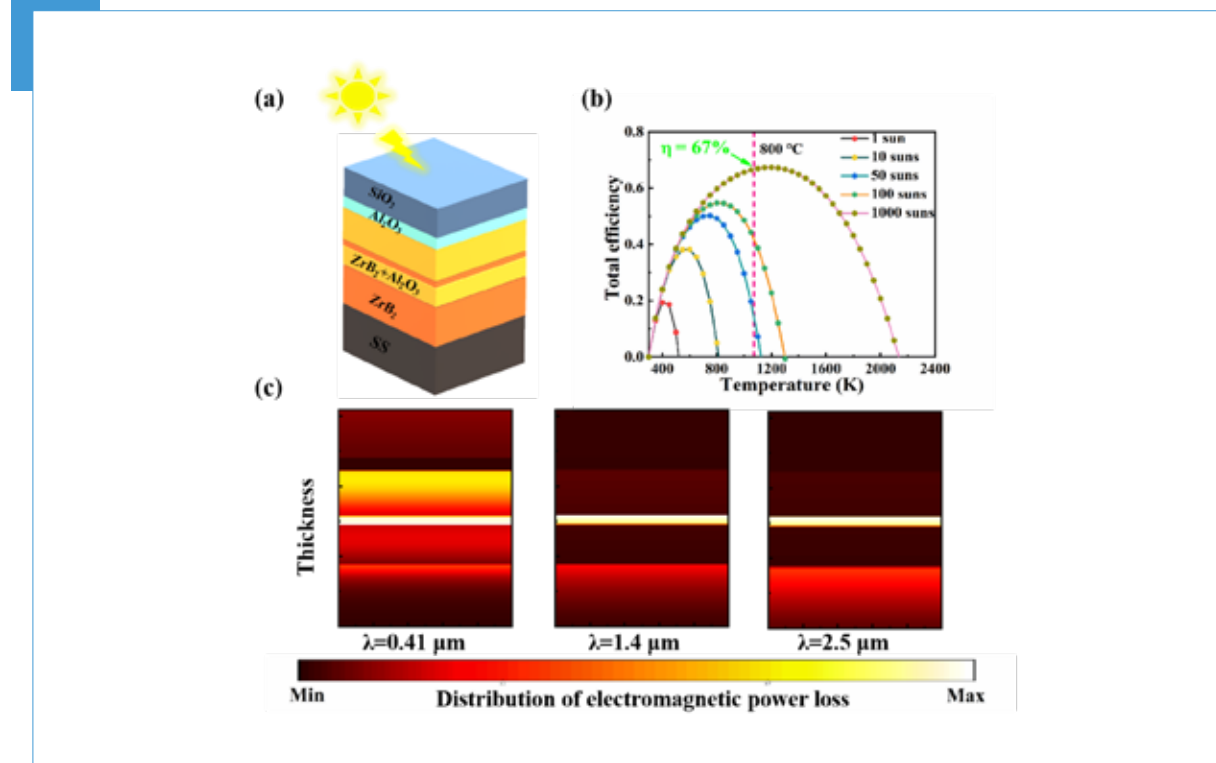 (a)
SiO₂
Al₂O₃
ZrB₂+Al₂O₃
ZrB₂
SS
(b)
0.8
0.6
0.4
0.2
0.0
Total efficiency
η = 67%
800 °C
1 sun
10 suns
50 suns
100 suns
1000 suns
400 800 1200 1600 2000 2400
Temperature (K)
(c)
Thickness
λ=0.41 μm
λ=1.4 μm
λ=2.5 μm
Min
Distribution of electromagnetic power loss
Max